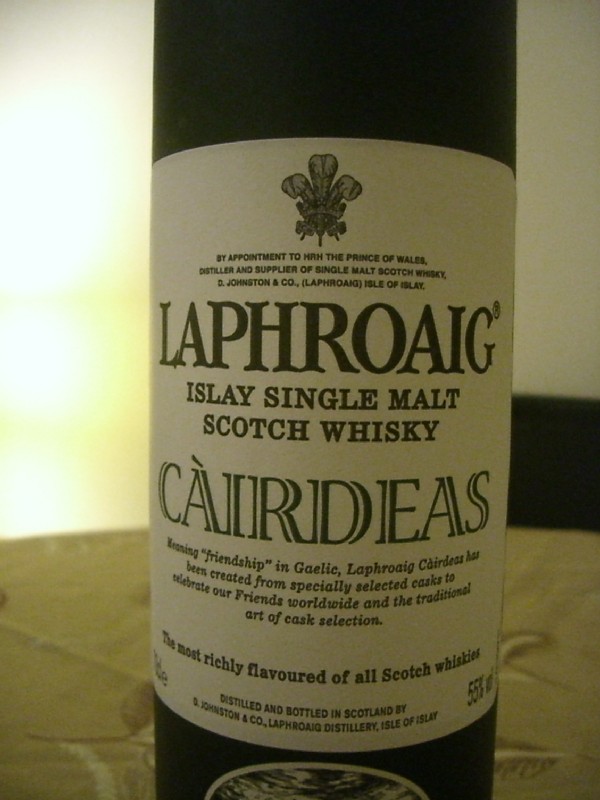 BY APPOINTMENT TO HRH THE PRINCE OF WALES,
DISTILLER AND SUPPLIER OF SINGLE MALT SCOTCH WHISKY,
D. JOHNSTON & CO., (LAPHROAIG) ISLE OF ISLAY.
LAPHROAIG®
ISLAY SINGLE MALT
SCOTCH WHISKY
CÀIRDEAS
Meaning "friendship" in Gaelic, Laphroaig Càirdeas has
been created from specially selected casks to
celebrate our Friends worldwide and the traditional
art of cask selection.
The most richly flavoured of all Scotch whiskies
55% vol
DISTILLED AND BOTTLED IN SCOTLAND BY
D. JOHNSTON & CO., LAPHROAIG DISTILLERY, ISLE OF ISLAY